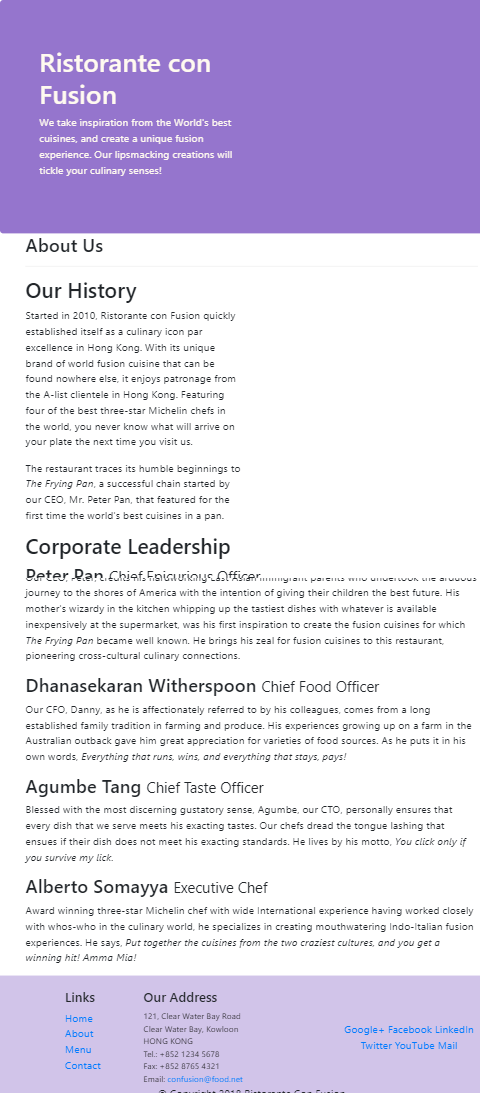 Ristorante con
Fusion
We take inspiration from the World's best
cuisines, and create a unique fusion
experience. Our lipsmacking creations will
tickle your culinary senses!
About Us
Our History
Started in 2010, Ristorante con Fusion quickly
established itself as a culinary icon par
excellence in Hong Kong. With its unique
brand of world fusion cuisine that can be
found nowhere else, it enjoys patronage from
the A-list clientele in Hong Kong. Featuring
four of the best three-star Michelin chefs in
the world, you never know what will arrive on
your plate the next time you visit us.
The restaurant traces its humble beginnings to
The Frying Pan, a successful chain started by
our CEO, Mr. Peter Pan, that featured for the
first time the world's best cuisines in a pan.
Corporate Leadership
Peter Pan Chief Epicurious Officer
Our CEO, Peter, credits his hardworking East Asian immigrant parents who undertook the arduous
journey to the shores of America with the intention of giving their children the best future. His
mother's wizardy in the kitchen whipping up the tastiest dishes with whatever is available
inexpensively at the supermarket, was his first inspiration to create the fusion cuisines for which
The Frying Pan became well known. He brings his zeal for fusion cuisines to this restaurant,
pioneering cross-cultural culinary connections.
Dhanasekaran Witherspoon Chief Food Officer
Our CFO, Danny, as he is affectionately referred to by his colleagues, comes from a long
established family tradition in farming and produce. His experiences growing up on a farm in the
Australian outback gave him great appreciation for varieties of food sources. As he puts it in his
own words, Everything that runs, wins, and everything that stays, pays!
Agumbe Tang Chief Taste Officer
Blessed with the most discerning gustatory sense, Agumbe, our CTO, personally ensures that
every dish that we serve meets his exacting tastes. Our chefs dread the tongue lashing that
ensues if their dish does not meet his exacting standards. He lives by his motto, You click only if
you survive my lick.
Alberto Somayya Executive Chef
Award winning three-star Michelin chef with wide International experience having worked closely
with whos-who in the culinary world, he specializes in creating mouthwatering Indo-Italian fusion
experiences. He says, Put together the cuisines from the two craziest cultures, and you get a
winning hit! Amma Mia!
Links
Home
About
Menu
Contact
Our Address
121, Clear Water Bay Road
Clear Water Bay, Kowloon
HONG KONG
Tel.: +852 1234 5678
Fax: +852 8765 4321
Email: confusion@food.net
Google+ Facebook LinkedIn
Twitter YouTube Mail
© Copyright 2018 Ristorante Con Fusion